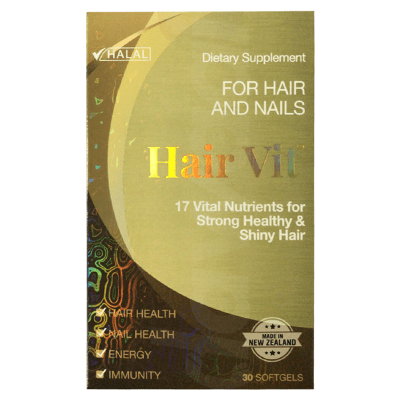 HALAL
Dietary Supplement
FOR HAIR
AND NAILS
Hair Vit
17 Vital Nutrients for
Strong Healthy &
Shiny Hair
HAIR HEALTH
NAIL HEALTH
ENERGY
IMMUNITY
MADE IN
NEW ZEALAND
30 SOFTGELS